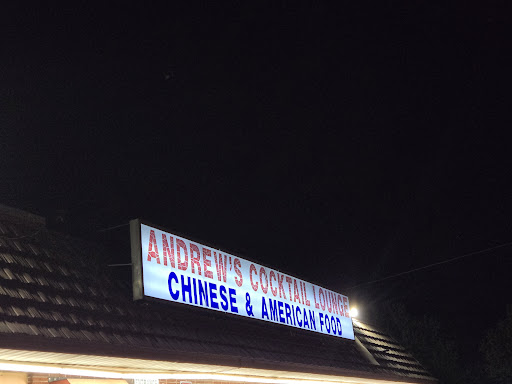 ANDREW'S COCKTAIL LOUNGE
CHINESE & AMERICAN FOOD